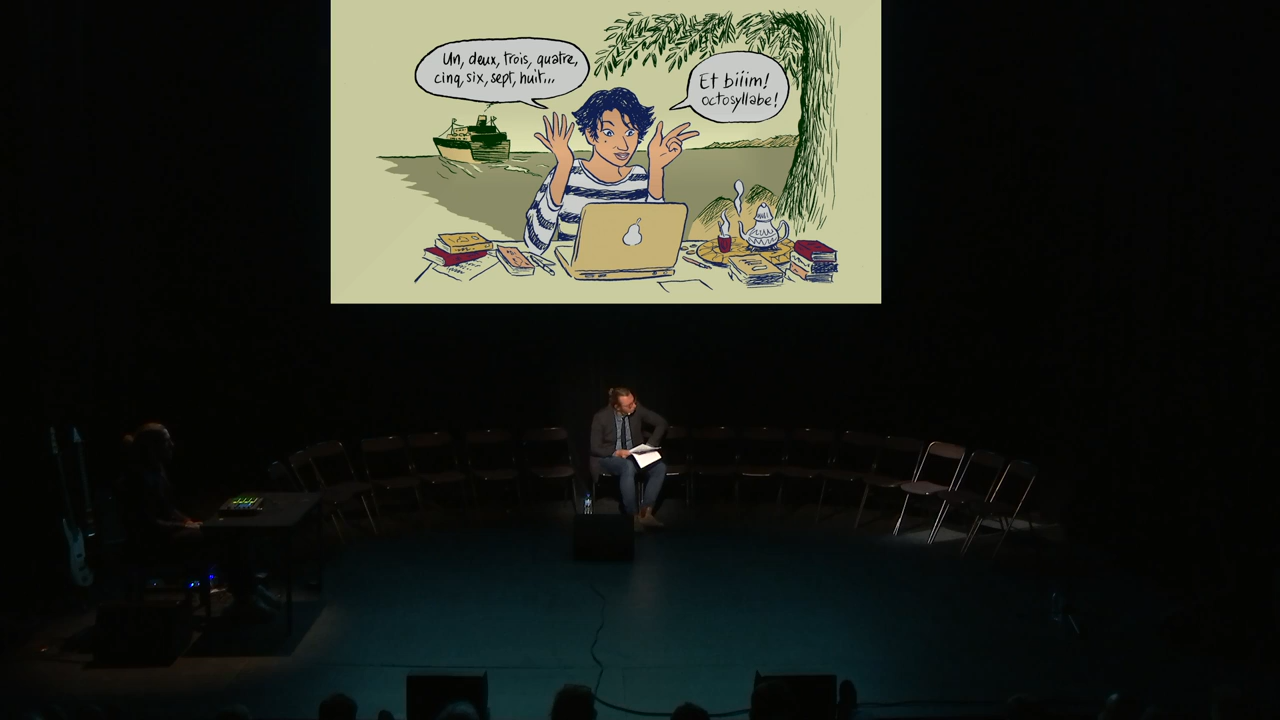 Un, deux, trois, quatre,
cinq, six, sept, huit...
Et biiim!
octosyllabe!